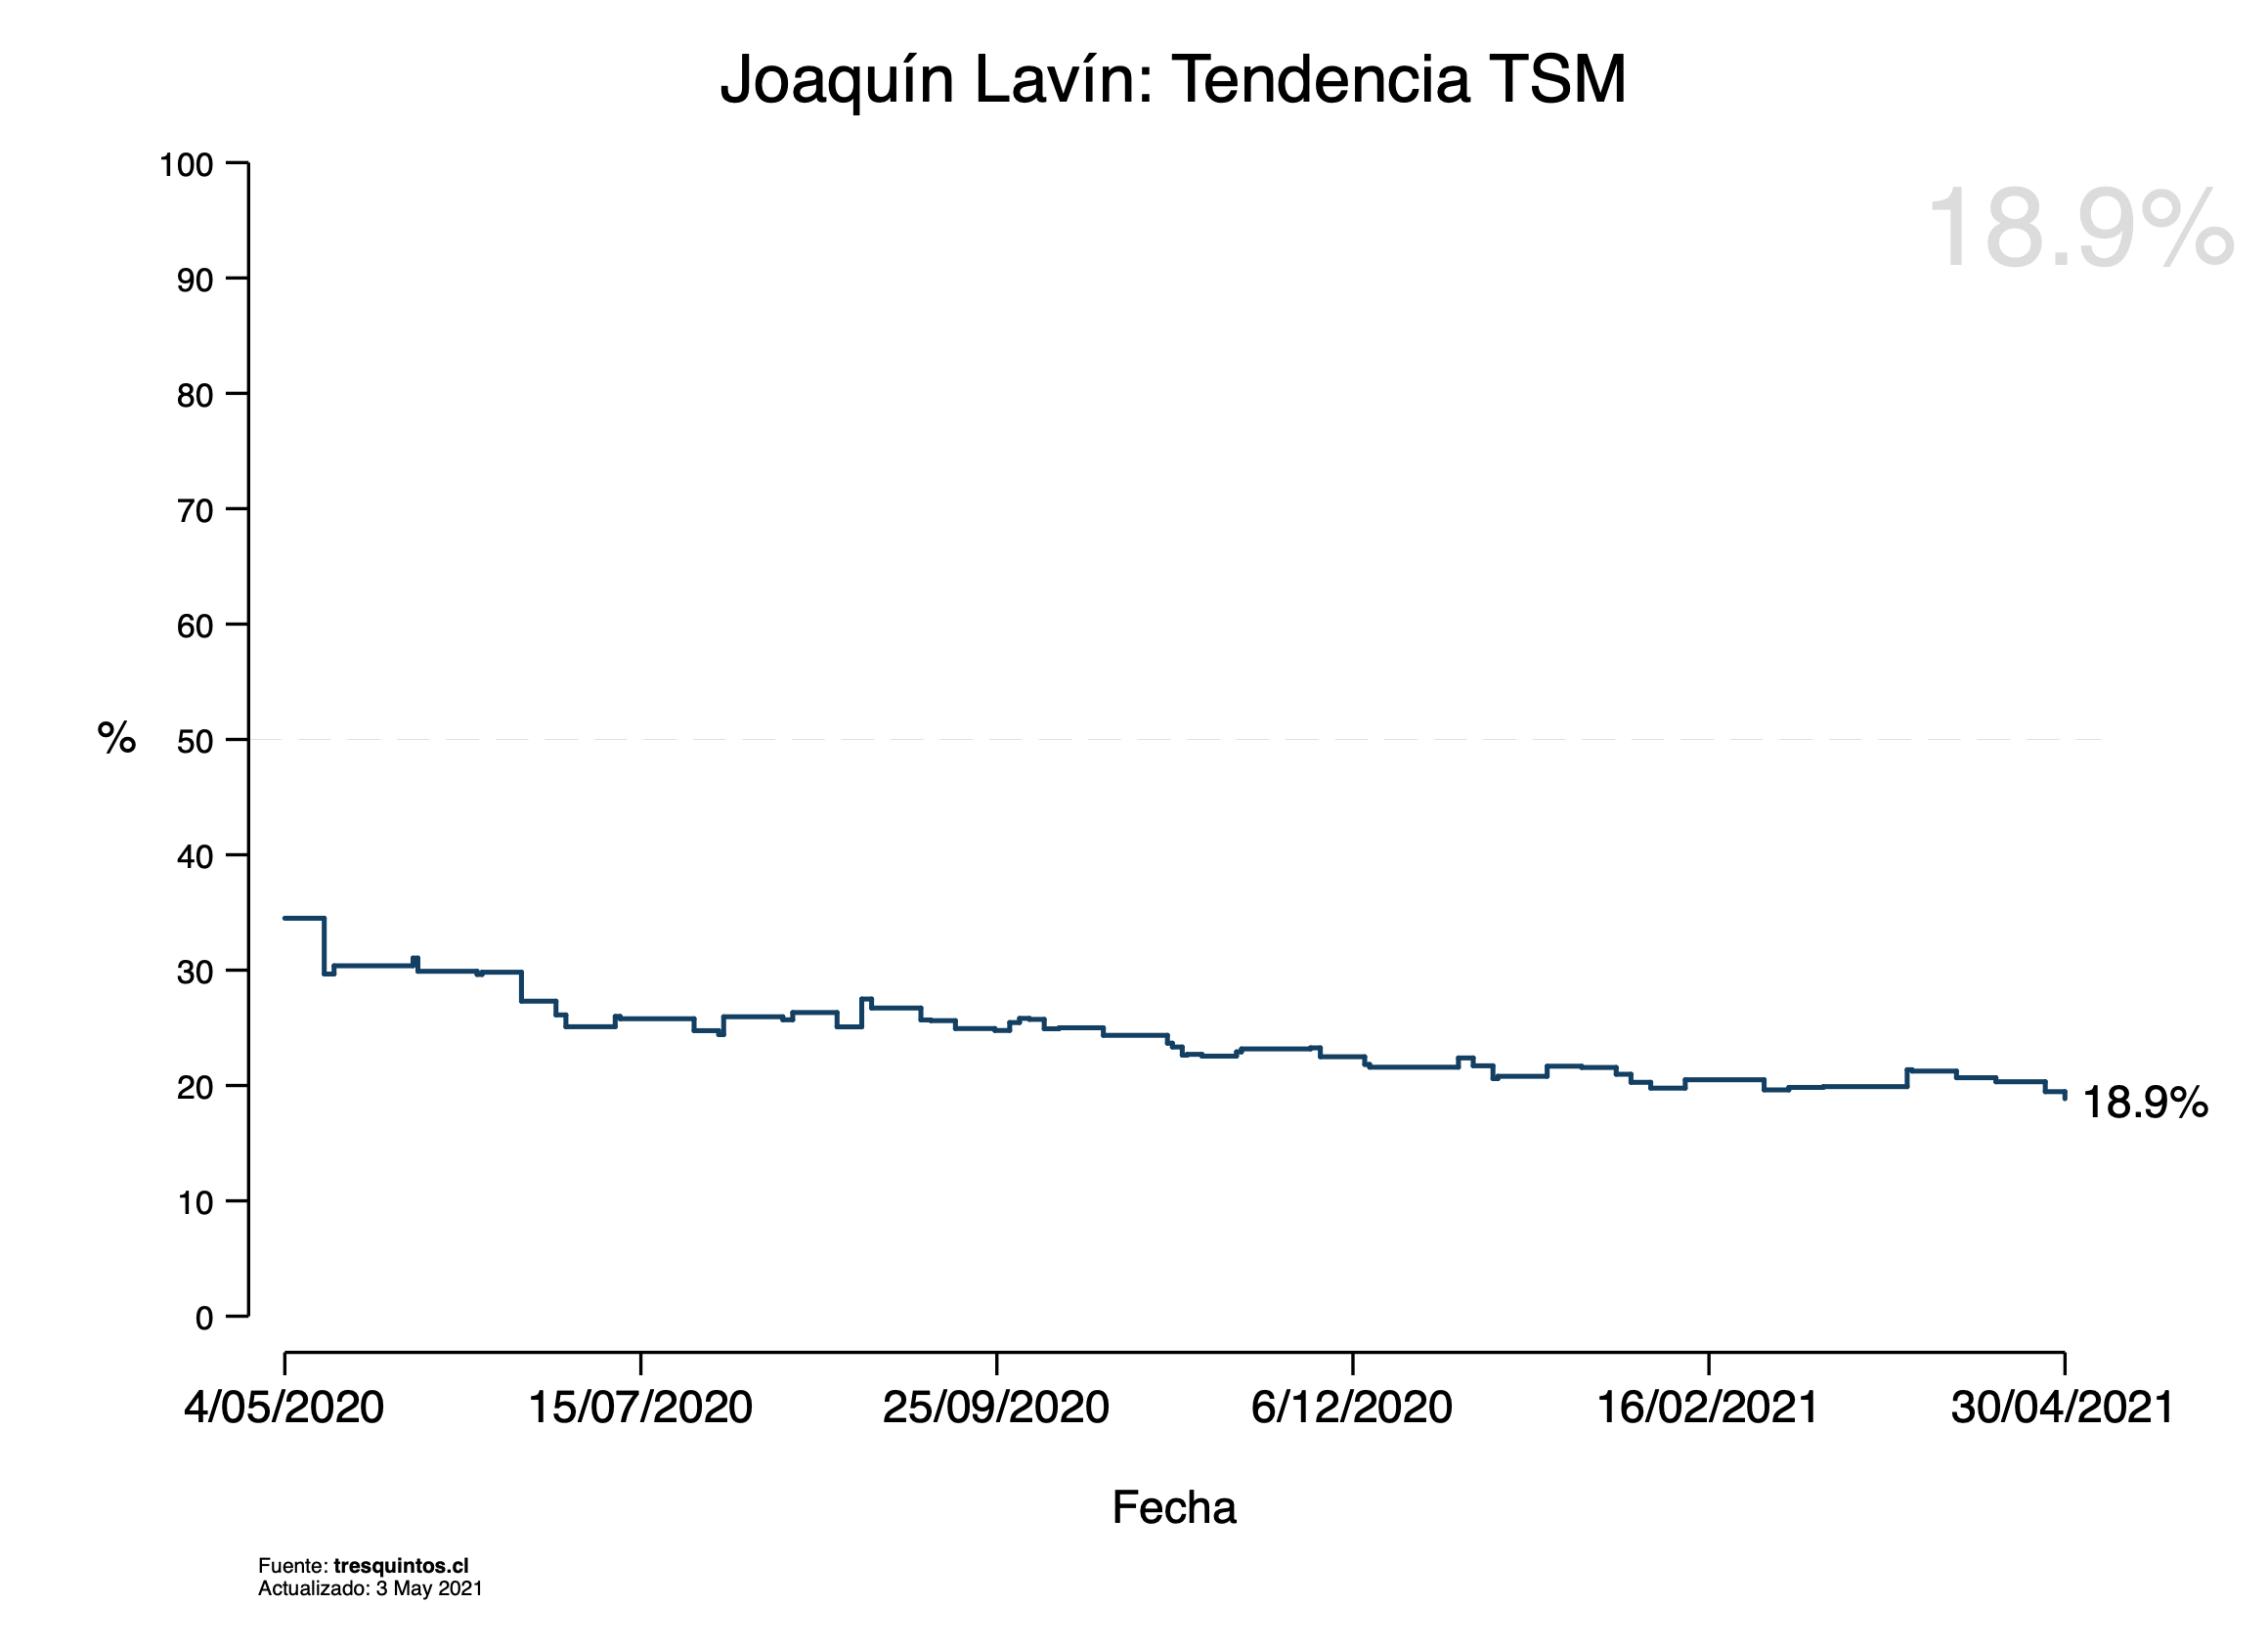 Joaquín Lavín: Tendencia TSM
18.9%
100
90
80
70
60
% 50
40
30
20
18.9%
10
0
4/05/2020 15/07/2020 25/09/2020 6/12/2020 16/02/2021 30/04/2021
Fecha
Fuente: tresquintos.cl
Actualizado: 3 May 2021